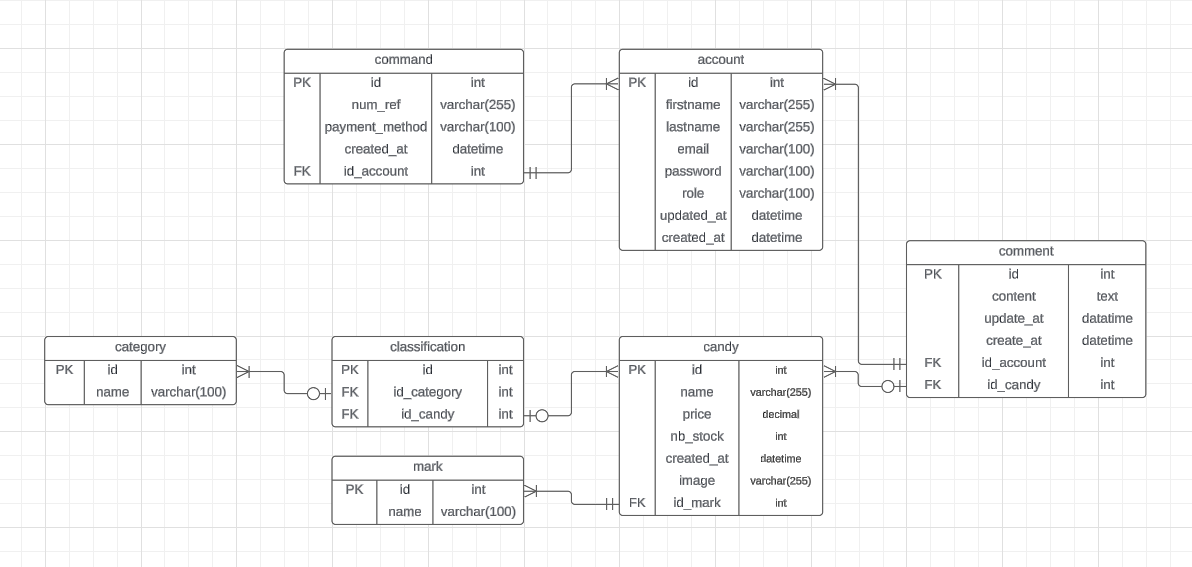 command
PK id int
num_ref varchar(255)
payment_method varchar(100)
created_at datetime
FK id_account int
account
PK id int
firstname varchar(255)
lastname varchar(255)
email varchar(100)
password varchar(100)
role varchar(100)
updated_at datetime
created_at datetime
comment
PK id int
content text
update_at datatime
create_at datetime
FK id_account int
FK id_candy int
category
PK id int
name varchar(100)
classification
PK id int
FK id_category int
FK id_candy int
candy
PK id int
name varchar(255)
price decimal
nb_stock int
created_at datetime
image varchar(255)
FK id_mark int
mark
PK id int
name varchar(100)